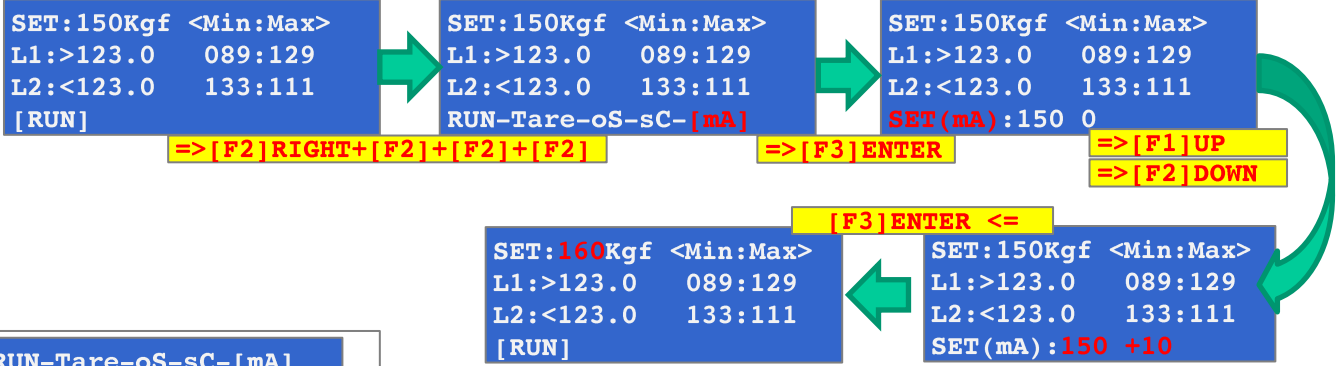 SET:150Kgf <Min:Max>
L1:>123.0 089:129
L2:<123.0 133:111
[RUN]
=>[F2]RIGHT+[F2]+[F2]+[F2]
SET:150Kgf <Min:Max>
L1:>123.0 089:129
L2:<123.0 133:111
RUN-Tare-oS-sC-[mA]
=>[F3]ENTER
SET:150Kgf <Min:Max>
L1:>123.0 089:129
L2:<123.0 133:111
SET(mA):150 0
=>[F1]UP
=>[F2]DOWN
SET:150Kgf <Min:Max>
L1:>123.0 089:129
L2:<123.0 133:111
SET(mA):150 +10
[F3]ENTER <=
SET:160Kgf <Min:Max>
L1:>123.0 089:129
L2:<123.0 133:111
[RUN]
RUN-Tare-oS-sC-[mA]